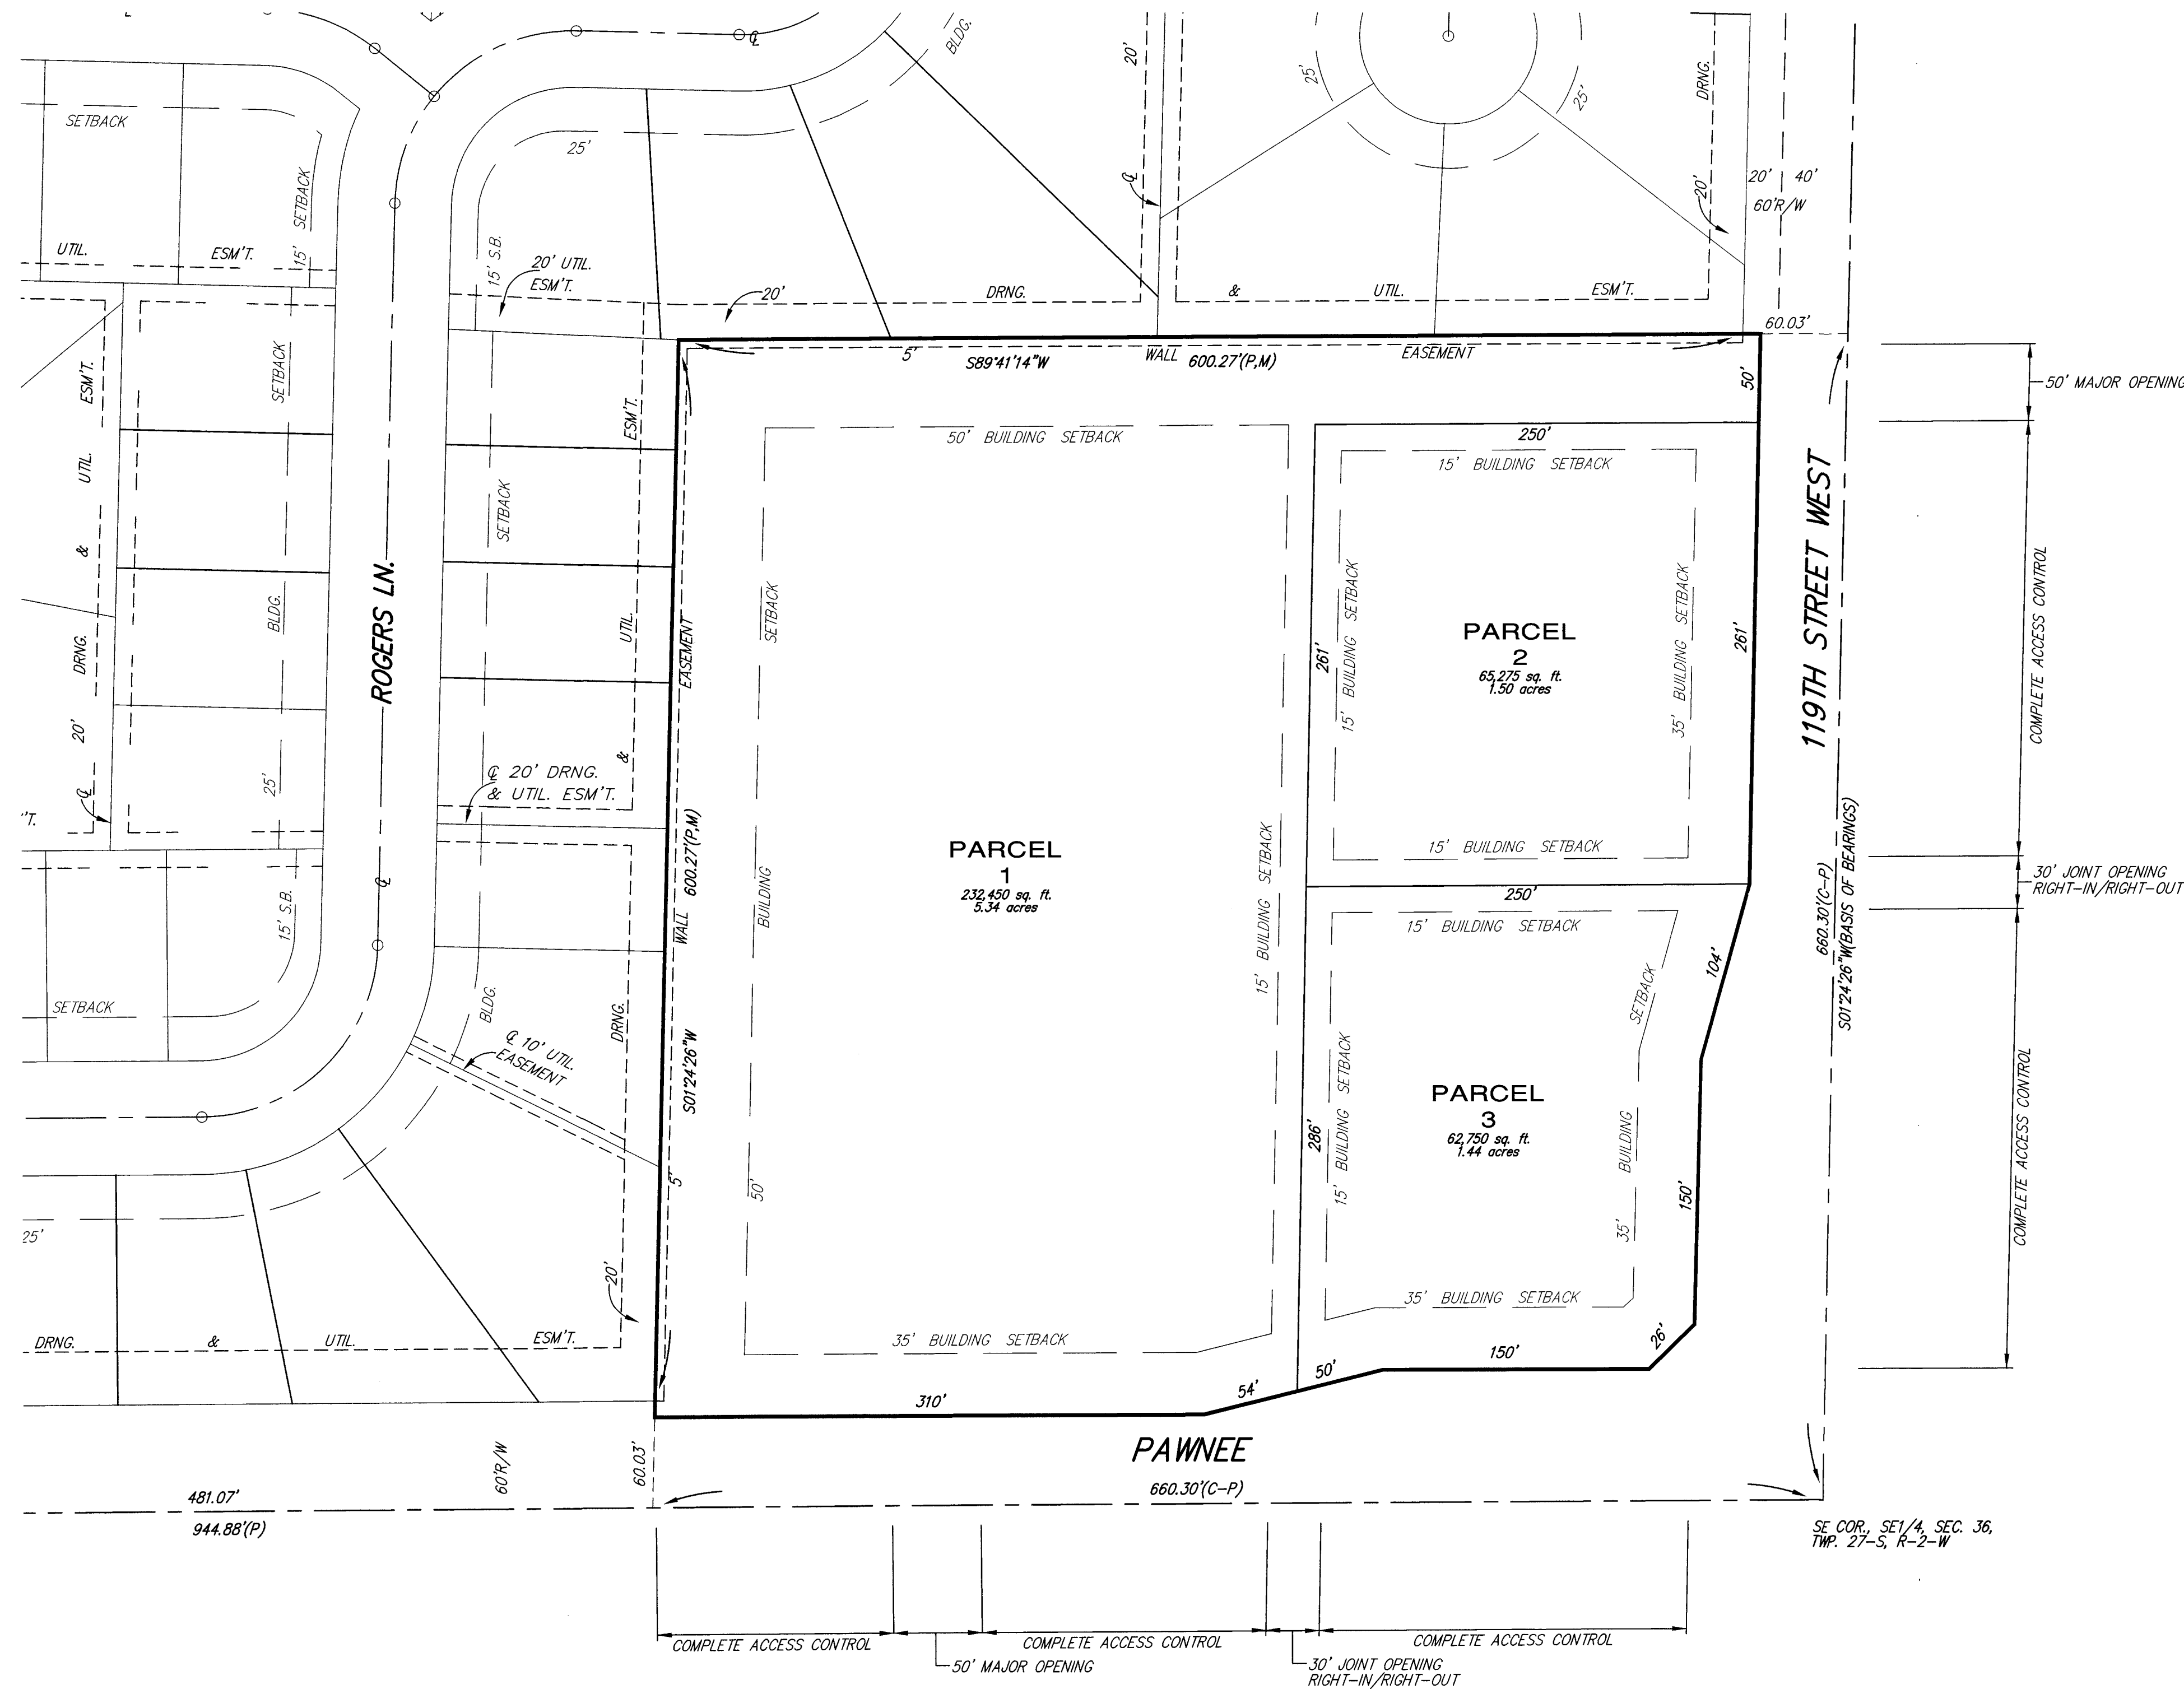 BLDG.
℄
20'
DRNG.
25'
25'
SETBACK
25'
15' SETBACK
UTIL. ESM'T.
15' S.B.
20' UTIL.
ESM'T.
20' DRNG. & UTIL. ESM'T.
℄
20'
20' 40'
60'R/W
60.03'
5' WALL EASEMENT
S89°41'14"W 600.27'(P,M)
50'
50' MAJOR OPENING
50' BUILDING SETBACK
250'
15' BUILDING SETBACK
ESM'T.
UTIL.
&
DRNG.
20'
℄
SETBACK
BLDG.
25'
ROGERS LN.
SETBACK
ESM'T.
UTIL.
&
EASEMENT
WALL 600.27'(P,M)
S01°24'26"W
5'
SETBACK
BUILDING
50'
261'
15' BUILDING SETBACK
PARCEL
2
65,275 sq. ft.
1.50 acres
35' BUILDING SETBACK
261'
119TH STREET WEST
COMPLETE ACCESS CONTROL
℄ 20' DRNG.
& UTIL. ESM'T.
'T.
℄
15' S.B.
PARCEL
1
232,450 sq. ft.
5.34 acres
15' BUILDING SETBACK
15' BUILDING SETBACK
250'
15' BUILDING SETBACK
660.30'(C-P)
S01°24'26"W(BASIS OF BEARINGS)
30' JOINT OPENING
RIGHT-IN/RIGHT-OUT
104'
SETBACK
BLDG.
DRNG.
SETBACK
℄ 10' UTIL.
EASEMENT
286'
15' BUILDING SETBACK
PARCEL
3
62,750 sq. ft.
1.44 acres
35' BUILDING
150'
COMPLETE ACCESS CONTROL
25'
20'
DRNG. & UTIL. ESM'T.
35' BUILDING SETBACK
35' BUILDING SETBACK
310'
54'
50'
150'
26'
PAWNEE
60'R/W
60.03'
481.07'
944.88'(P)
660.30'(C-P)
SE COR., SE1/4, SEC. 36,
TWP. 27-S, R-2-W
COMPLETE ACCESS CONTROL
50' MAJOR OPENING
COMPLETE ACCESS CONTROL
30' JOINT OPENING
RIGHT-IN/RIGHT-OUT
COMPLETE ACCESS CONTROL